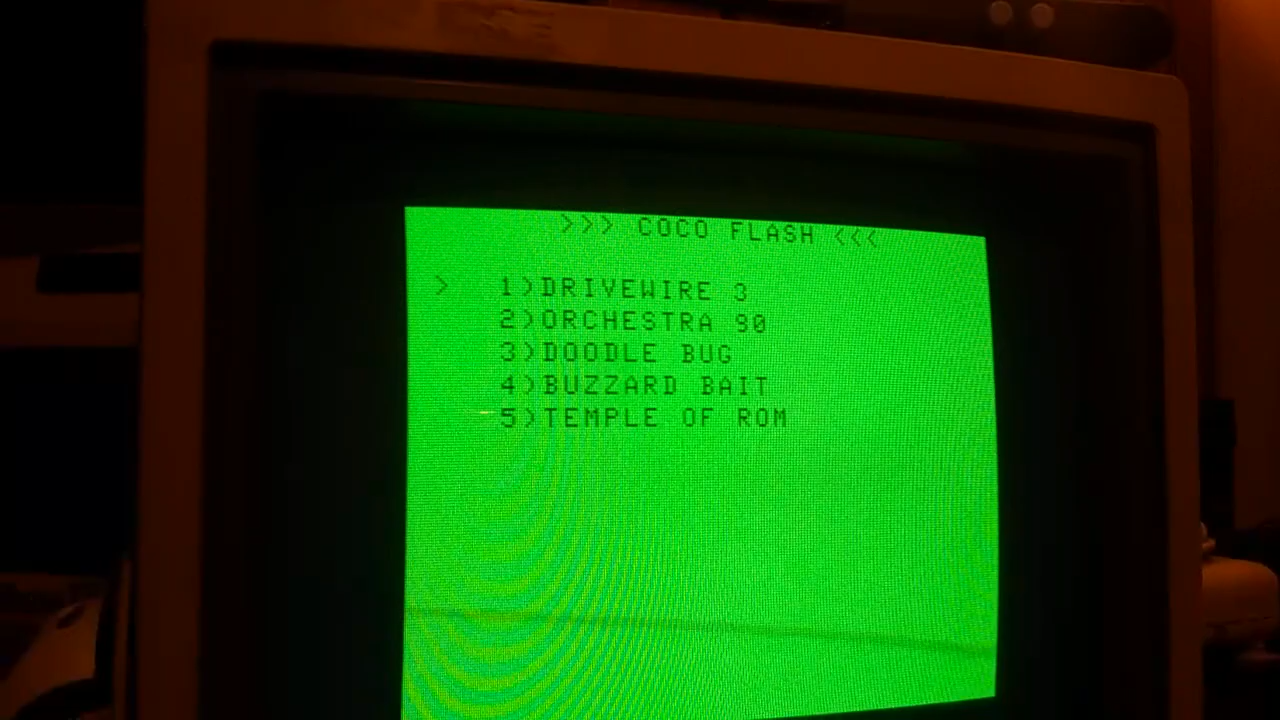 >>> COCO FLASH <<<
> 1)DRIVEWIRE 3
2)ORCHESTRA 90
3)DOODLE BUG
4)BUZZARD BAIT
5)TEMPLE OF ROM